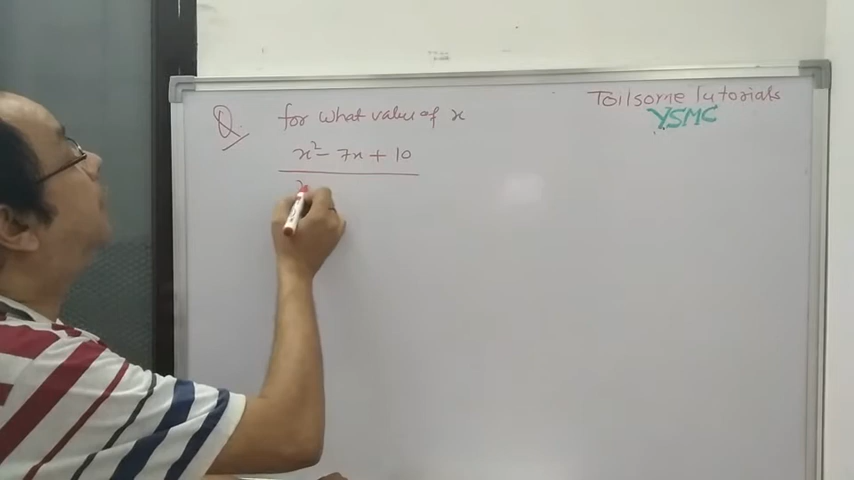 Toilsome Tutorials
YSMC
Q. for what value of x
x² - 7x + 10